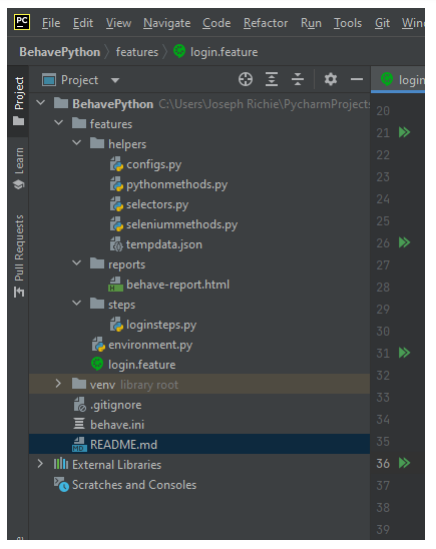 PC File Edit View Navigate Code Refactor Run Tools Git Win
BehavePython features login.feature
Project login
Project
Learn
Pull Requests
BehavePython C:\Users\Joseph Richie\PycharmProjects
features
helpers
configs.py
pythonmethods.py
selectors.py
seleniummethods.py
tempdata.json
reports
behave-report.html
steps
loginsteps.py
environment.py
login.feature
venv library root
.gitignore
behave.ini
README.md
External Libraries
Scratches and Consoles
20
21
22
23
24
25
26
27
28
29
30
31
32
33
34
35
36
37
38
39